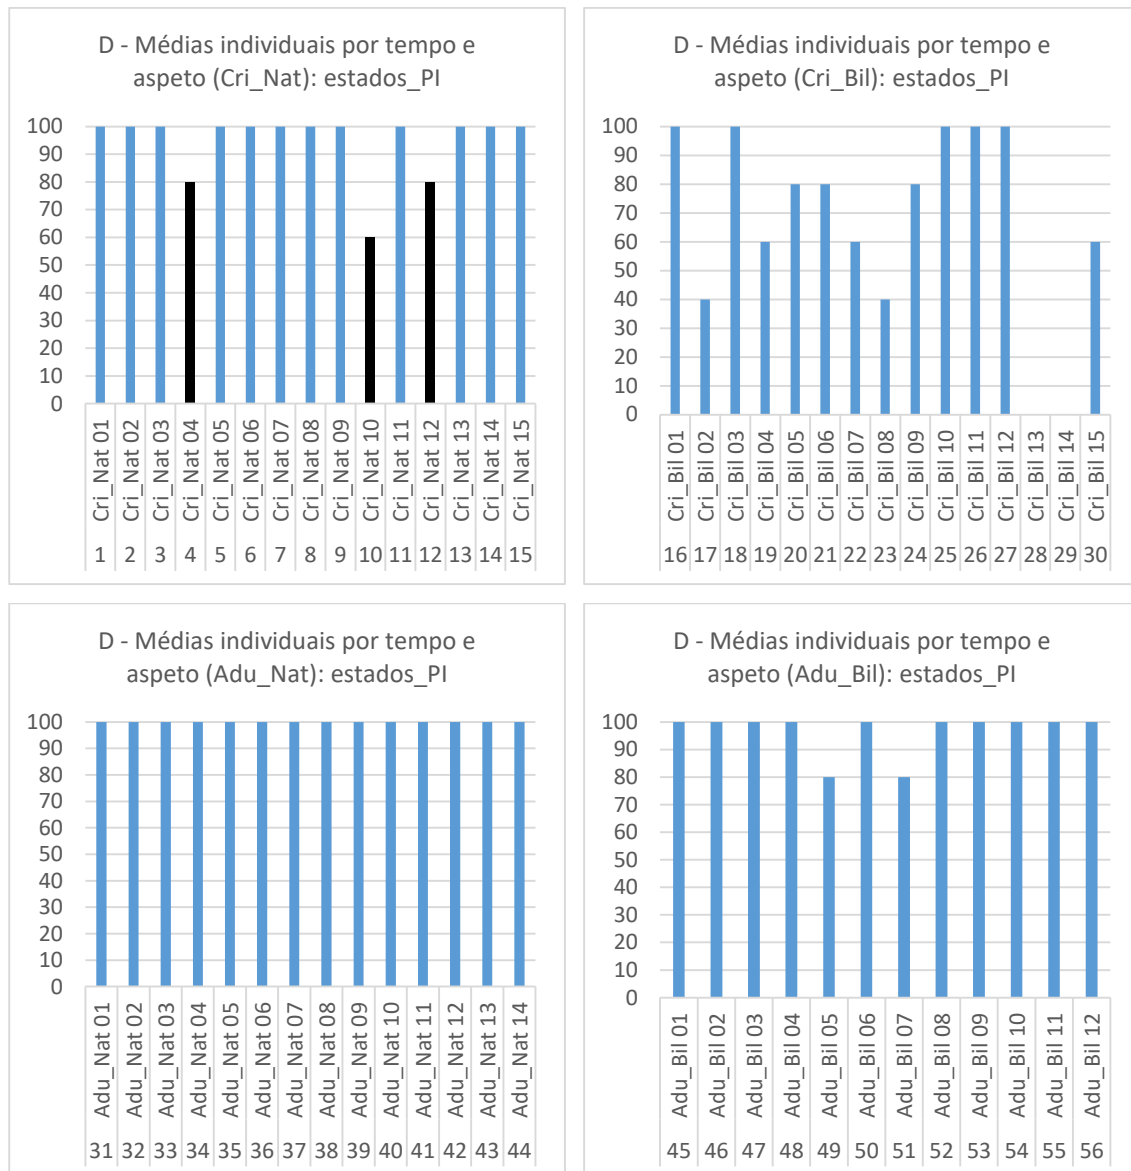 D - Médias individuais por tempo e
aspeto (Cri_Nat): estados_PI
100
90
80
70
60
50
40
30
20
10
0
Cri_Nat 01
Cri_Nat 02
Cri_Nat 03
Cri_Nat 04
Cri_Nat 05
Cri_Nat 06
Cri_Nat 07
Cri_Nat 08
Cri_Nat 09
Cri_Nat 10
Cri_Nat 11
Cri_Nat 12
Cri_Nat 13
Cri_Nat 14
Cri_Nat 15
1 2 3 4 5 6 7 8 9 10 11 12 13 14 15
D - Médias individuais por tempo e
aspeto (Cri_Bil): estados_PI
100
90
80
70
60
50
40
30
20
10
0
Cri_Bil 01
Cri_Bil 02
Cri_Bil 03
Cri_Bil 04
Cri_Bil 05
Cri_Bil 06
Cri_Bil 07
Cri_Bil 08
Cri_Bil 09
Cri_Bil 10
Cri_Bil 11
Cri_Bil 12
Cri_Bil 13
Cri_Bil 14
Cri_Bil 15
16 17 18 19 20 21 22 23 24 25 26 27 28 29 30
D - Médias individuais por tempo e
aspeto (Adu_Nat): estados_PI
100
90
80
70
60
50
40
30
20
10
0
Adu_Nat 01
Adu_Nat 02
Adu_Nat 03
Adu_Nat 04
Adu_Nat 05
Adu_Nat 06
Adu_Nat 07
Adu_Nat 08
Adu_Nat 09
Adu_Nat 10
Adu_Nat 11
Adu_Nat 12
Adu_Nat 13
Adu_Nat 14
31 32 33 34 35 36 37 38 39 40 41 42 43 44
D - Médias individuais por tempo e
aspeto (Adu_Bil): estados_PI
100
90
80
70
60
50
40
30
20
10
0
Adu_Bil 01
Adu_Bil 02
Adu_Bil 03
Adu_Bil 04
Adu_Bil 05
Adu_Bil 06
Adu_Bil 07
Adu_Bil 08
Adu_Bil 09
Adu_Bil 10
Adu_Bil 11
Adu_Bil 12
45 46 47 48 49 50 51 52 53 54 55 56